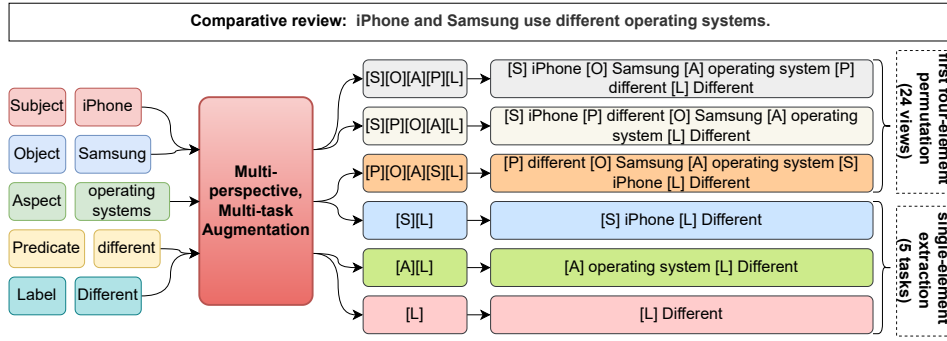 Comparative review: iPhone and Samsung use different operating systems.
Subject
iPhone
Object
Samsung
Aspect
operating
systems
Predicate
different
Label
Different
Multi-
perspective,
Multi-task
Augmentation
[S][O][A][P][L]
[S] iPhone [O] Samsung [A] operating system [P]
different [L] Different
[S][P][O][A][L]
[S] iPhone [P] different [O] Samsung [A] operating
system [L] Different
[P][O][A][S][L]
[P] different [O] Samsung [A] operating system [S]
iPhone [L] Different
[S][L]
[S] iPhone [L] Different
[A][L]
[A] operating system [L] Different
[L]
[L] Different
first four-element
permutation
(24 views)
single-element
extraction
(5 tasks)